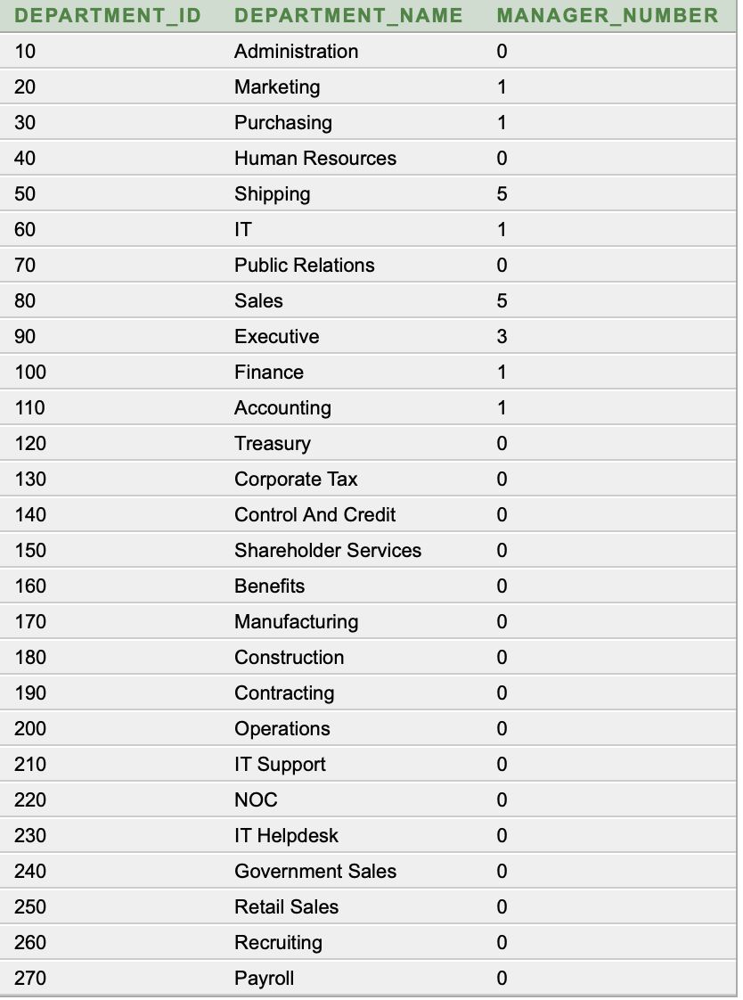 DEPARTMENT_ID DEPARTMENT_NAME MANAGER_NUMBER
10 Administration 0
20 Marketing 1
30 Purchasing 1
40 Human Resources 0
50 Shipping 5
60 IT 1
70 Public Relations 0
80 Sales 5
90 Executive 3
100 Finance 1
110 Accounting 1
120 Treasury 0
130 Corporate Tax 0
140 Control And Credit 0
150 Shareholder Services 0
160 Benefits 0
170 Manufacturing 0
180 Construction 0
190 Contracting 0
200 Operations 0
210 IT Support 0
220 NOC 0
230 IT Helpdesk 0
240 Government Sales 0
250 Retail Sales 0
260 Recruiting 0
270 Payroll 0